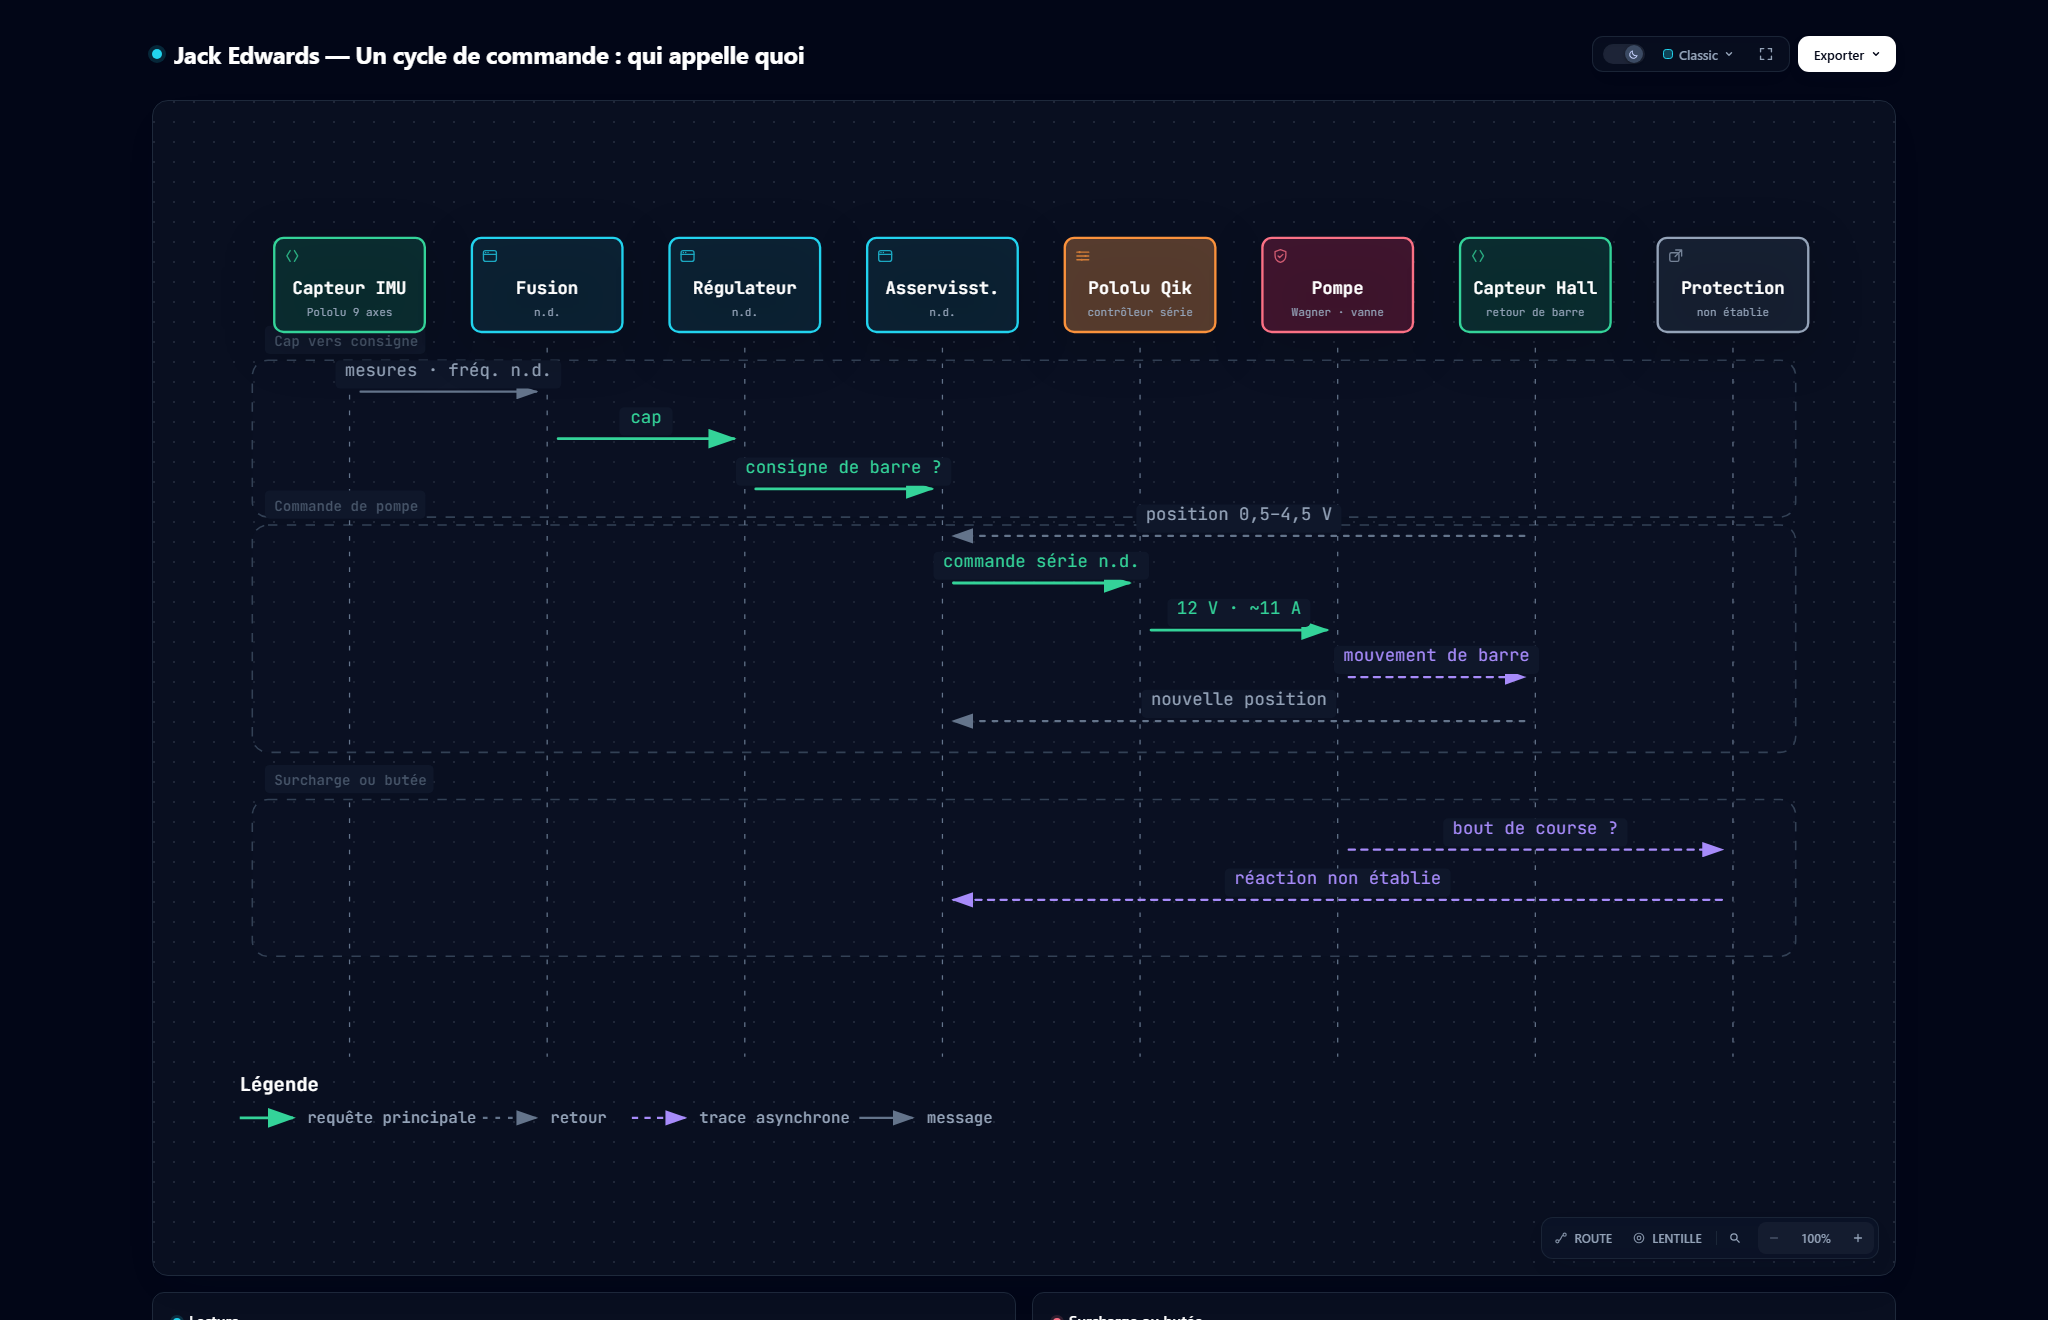 Jack Edwards — Un cycle de commande : qui appelle quoi
Classic
Exporter
Capteur IMU
Pololu 9 axes
Fusion
n.d.
Régulateur
n.d.
Asservisst.
n.d.
Pololu Qik
contrôleur série
Pompe
Wagner · vanne
Capteur Hall
retour de barre
Protection
non établie
Cap vers consigne
mesures · fréq. n.d.
cap
consigne de barre ?
Commande de pompe
position 0,5–4,5 V
commande série n.d.
12 V · ~11 A
mouvement de barre
nouvelle position
Surcharge ou butée
bout de course ?
réaction non établie
Légende
requête principale
retour
trace asynchrone
message
ROUTE
LENTILLE
100%
Lecture
Surcharge ou butée